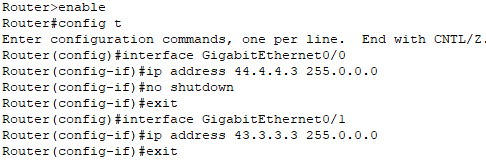 Router>enable
Router#config t
Enter configuration commands, one per line.  End with CNTL/Z.
Router(config)#interface GigabitEthernet0/0
Router(config-if)#ip address 44.4.4.3 255.0.0.0
Router(config-if)#no shutdown
Router(config-if)#exit
Router(config)#interface GigabitEthernet0/1
Router(config-if)#ip address 43.3.3.3 255.0.0.0
Router(config-if)#exit